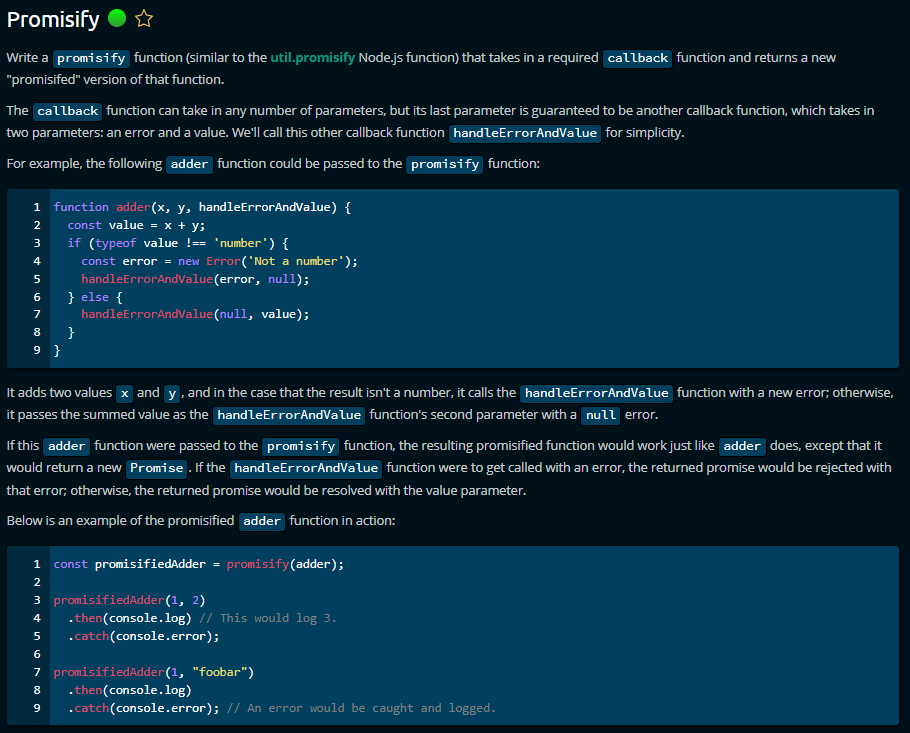 Promisify
Write a promisify function (similar to the util.promisify Node.js function) that takes in a required callback function and returns a new
"promisifed" version of that function.
The callback function can take in any number of parameters, but its last parameter is guaranteed to be another callback function, which takes in
two parameters: an error and a value. We'll call this other callback function handleErrorAndValue for simplicity.
For example, the following adder function could be passed to the promisify function:
1 function adder(x, y, handleErrorAndValue) {
2   const value = x + y;
3   if (typeof value !== 'number') {
4     const error = new Error('Not a number');
5     handleErrorAndValue(error, null);
6   } else {
7     handleErrorAndValue(null, value);
8   }
9 }
It adds two values x and y, and in the case that the result isn't a number, it calls the handleErrorAndValue function with a new error; otherwise,
it passes the summed value as the handleErrorAndValue function's second parameter with a null error.
If this adder function were passed to the promisify function, the resulting promisified function would work just like adder does, except that it
would return a new Promise. If the handleErrorAndValue function were to get called with an error, the returned promise would be rejected with
that error; otherwise, the returned promise would be resolved with the value parameter.
Below is an example of the promisified adder function in action:
1 const promisifiedAdder = promisify(adder);
2
3 promisifiedAdder(1, 2)
4   .then(console.log) // This would log 3.
5   .catch(console.error);
6
7 promisifiedAdder(1, "foobar")
8   .then(console.log)
9   .catch(console.error); // An error would be caught and logged.